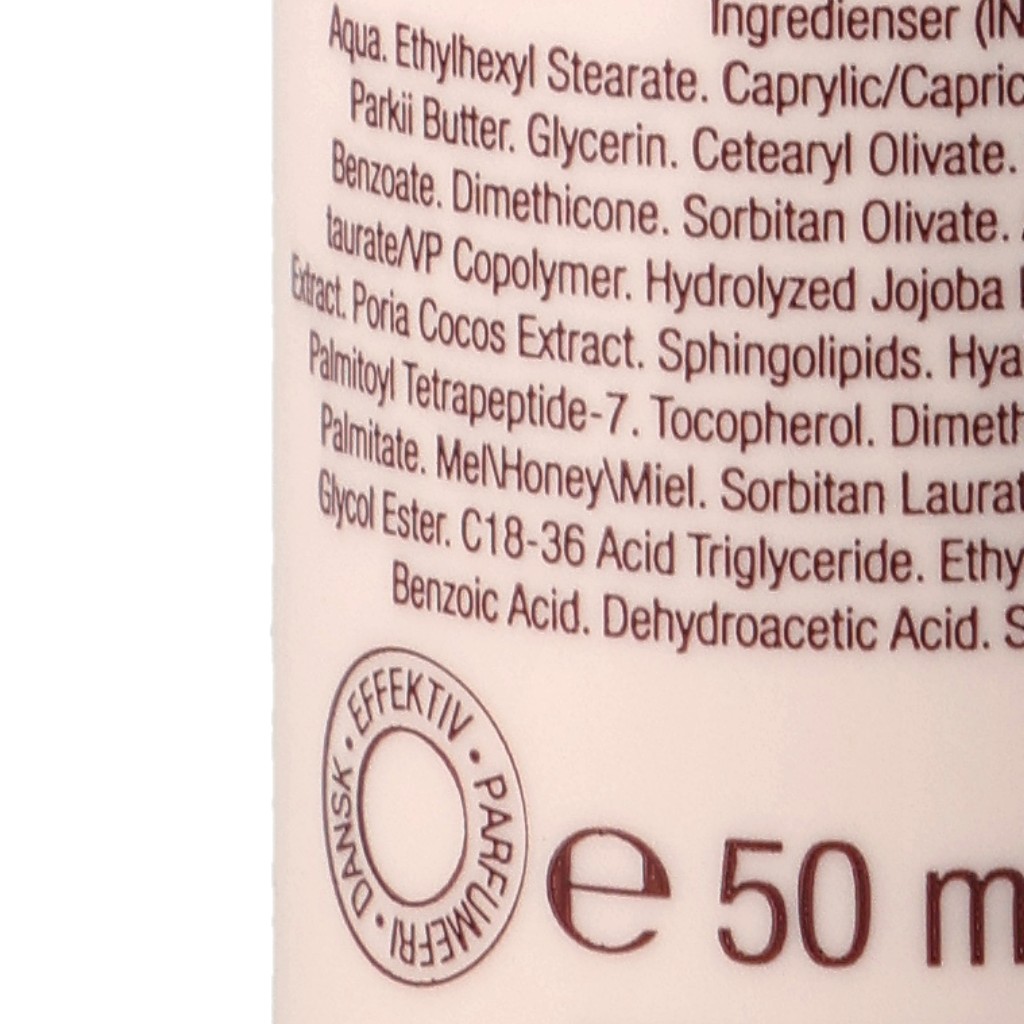 Ingredienser (IN
Aqua. Ethylhexyl Stearate. Caprylic/Capric
Parkii Butter. Glycerin. Cetearyl Olivate.
Benzoate. Dimethicone. Sorbitan Olivate.
taurate/VP Copolymer. Hydrolyzed Jojoba
Extract. Poria Cocos Extract. Sphingolipids. Hya
Palmitoyl Tetrapeptide-7. Tocopherol. Dimeth
Palmitate. Mel\Honey\Miel. Sorbitan Laurat
Glycol Ester. C18-36 Acid Triglyceride. Ethy
Benzoic Acid. Dehydroacetic Acid. S
DANSK • EFFEKTIV • PARFUMEFRI •
e 50 m